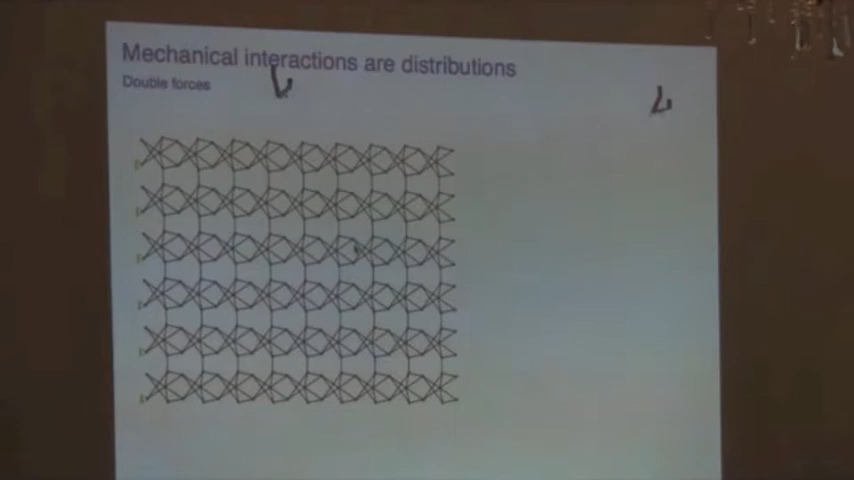 Mechanical interactions are distributions
Double forces